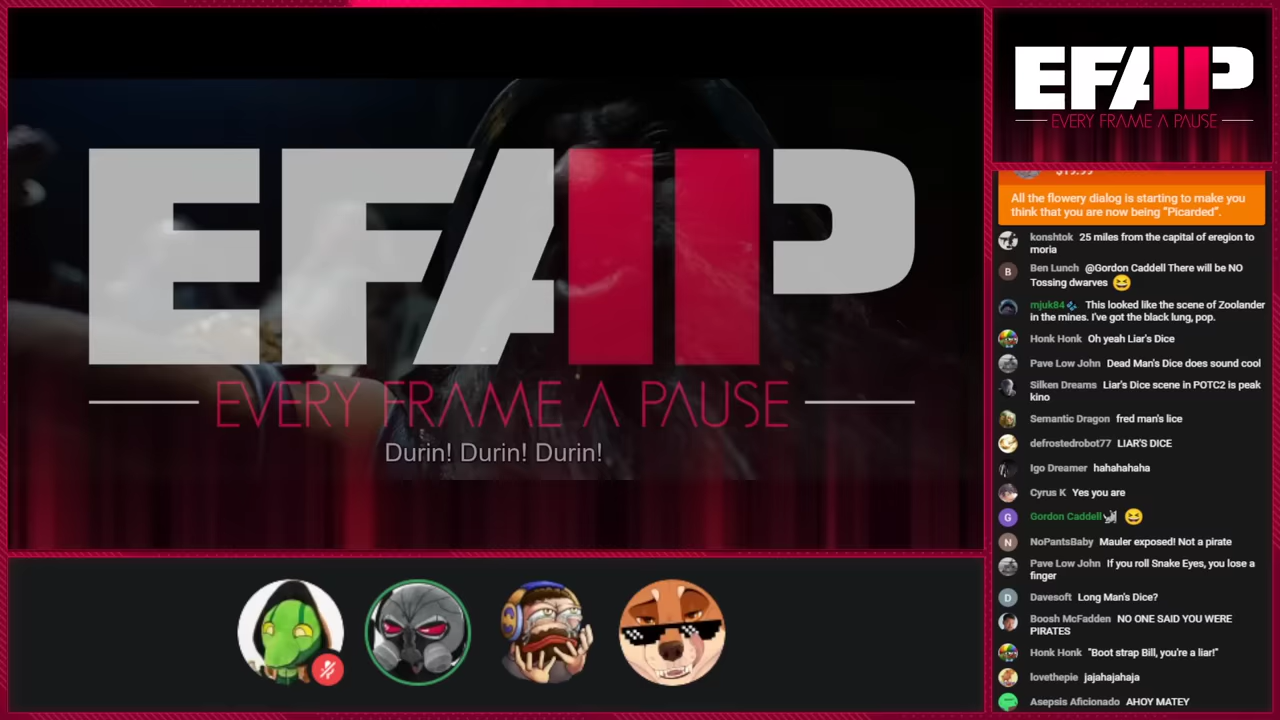 EFAP
EVERY FRAME A PAUSE
Durin! Durin! Durin!
EFAP
EVERY FRAME A PAUSE
$19.99
All the flowery dialog is starting to make you
think that you are now being "Picarded".
konshtok 25 miles from the capital of eregion to
moria
B
Ben Lunch @Gordon Caddell There will be NO
Tossing dwarves 😆
mjuk84 This looked like the scene of Zoolander
in the mines. I've got the black lung, pop.
Honk Honk Oh yeah Liar's Dice
Pave Low John Dead Man's Dice does sound cool
Silken Dreams Liar's Dice scene in POTC2 is peak
kino
Semantic Dragon fred man's lice
defrostedrobot77 LIAR'S DICE
Igo Dreamer hahahahaha
Cyrus K Yes you are
G Gordon Caddell 😆
N NoPantsBaby Mauler exposed! Not a pirate
Pave Low John If you roll Snake Eyes, you lose a
finger
D Davesoft Long Man's Dice?
Boosh McFadden NO ONE SAID YOU WERE
PIRATES
Honk Honk "Boot strap Bill, you're a liar!"
lovethepie jajahajahaja
Asepsis Aficionado AHOY MATEY